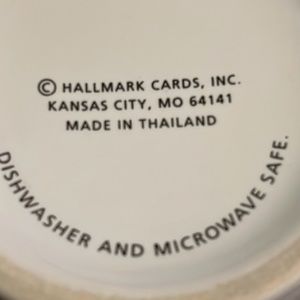 © HALLMARK CARDS, INC.
KANSAS CITY, MO 64141
MADE IN THAILAND
DISHWASHER AND MICROWAVE SAFE.